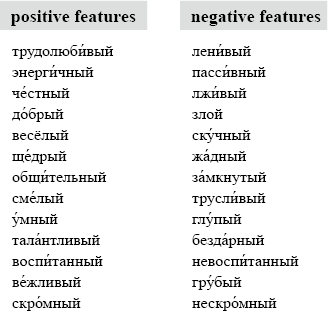 positive features negative features
трудолюби́вый лени́вый
энерги́чный пасси́вный
че́стный лжи́вый
до́брый злой
весёлый ску́чный
ще́дрый жа́дный
общи́тельный за́мкнутый
сме́лый трусли́вый
у́мный глу́пый
тала́нтливый безда́рный
воспи́танный невоспи́танный
ве́жливый гру́бый
скро́мный нескро́мный